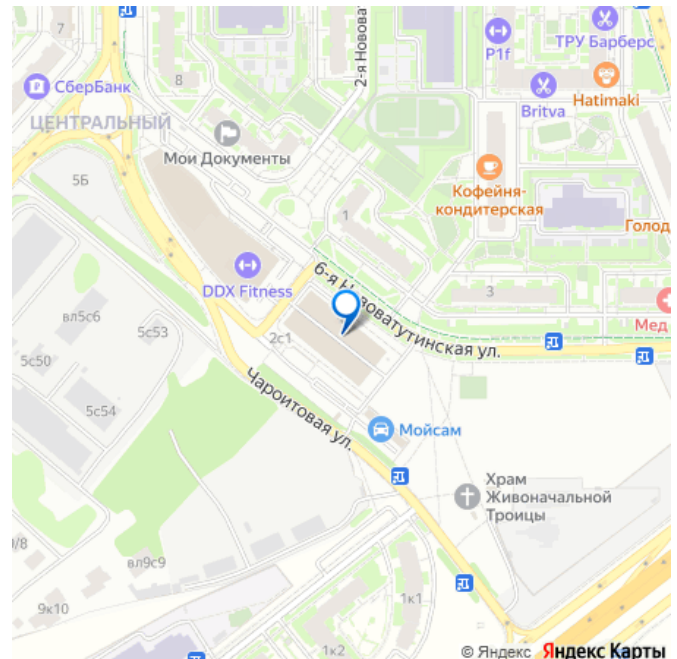 7
P1f
ТРУ Барберс
СберБанк
8
2-я Новова
Britva
Hatimaki
ЦЕНТРАЛЬНЫЙ
Мои Документы
5Б
1
Кофейня-
кондитерская
Голод
DDX Fitness
6-я Нововатутинская ул.
3
Мед
вл5с6
5с53
2с1
5с50
5с54
Чароитовая ул.
Мойсам
Храм
Живоначальной
Троицы
0/8
вл9с9
9к10
1к1
1к2
© Яндекс Яндекс Карты